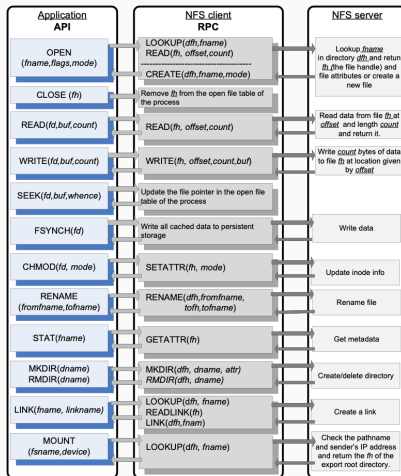 Application
API
NFS client
RPC
NFS server
OPEN
(fname,flags,mode)
LOOKUP(dfh,fname)
READ(fh, offset,count)
----------------------------------------
CREATE(dfh,fname,mode)
Lookup fname
in directory dfh and return
fh (the file handle) and
file attributes or create a
new file
CLOSE (fh)
Remove fh from the open file table of
the process
READ(fd,buf,count)
READ(fh, offset,count)
Read data from file fh at
offset and length count
and return it.
WRITE(fd,buf,count)
WRITE(fh, offset,count,buf)
Write count bytes of data
to file fh at location given
by offset
SEEK(fd,buf,whence)
Update the file pointer in the open file
table of the process
FSYNCH(fd)
Write all cached data to persistent
storage
Write data
CHMOD(fd, mode)
SETATTR(fh, mode)
Update inode info
RENAME
(fromfname,tofname)
RENAME(dfh,fromfname,
tofh,tofname)
Rename file
STAT(fname)
GETATTR(fh)
Get metadata
MKDIR(dname)
RMDIR(dname)
MKDIR(dfh, dname, attr)
RMDIR(dfh, dname)
Create/delete directory
LINK(fname, linkname)
LOOKUP(dfh, fname)
READLINK(fh)
LINK(dfh,fnam)
Create a link
MOUNT
(fsname,device)
LOOKUP(dfh, fname)
Check the pathname
and sender's IP address
and return the fh of the
export root directory.